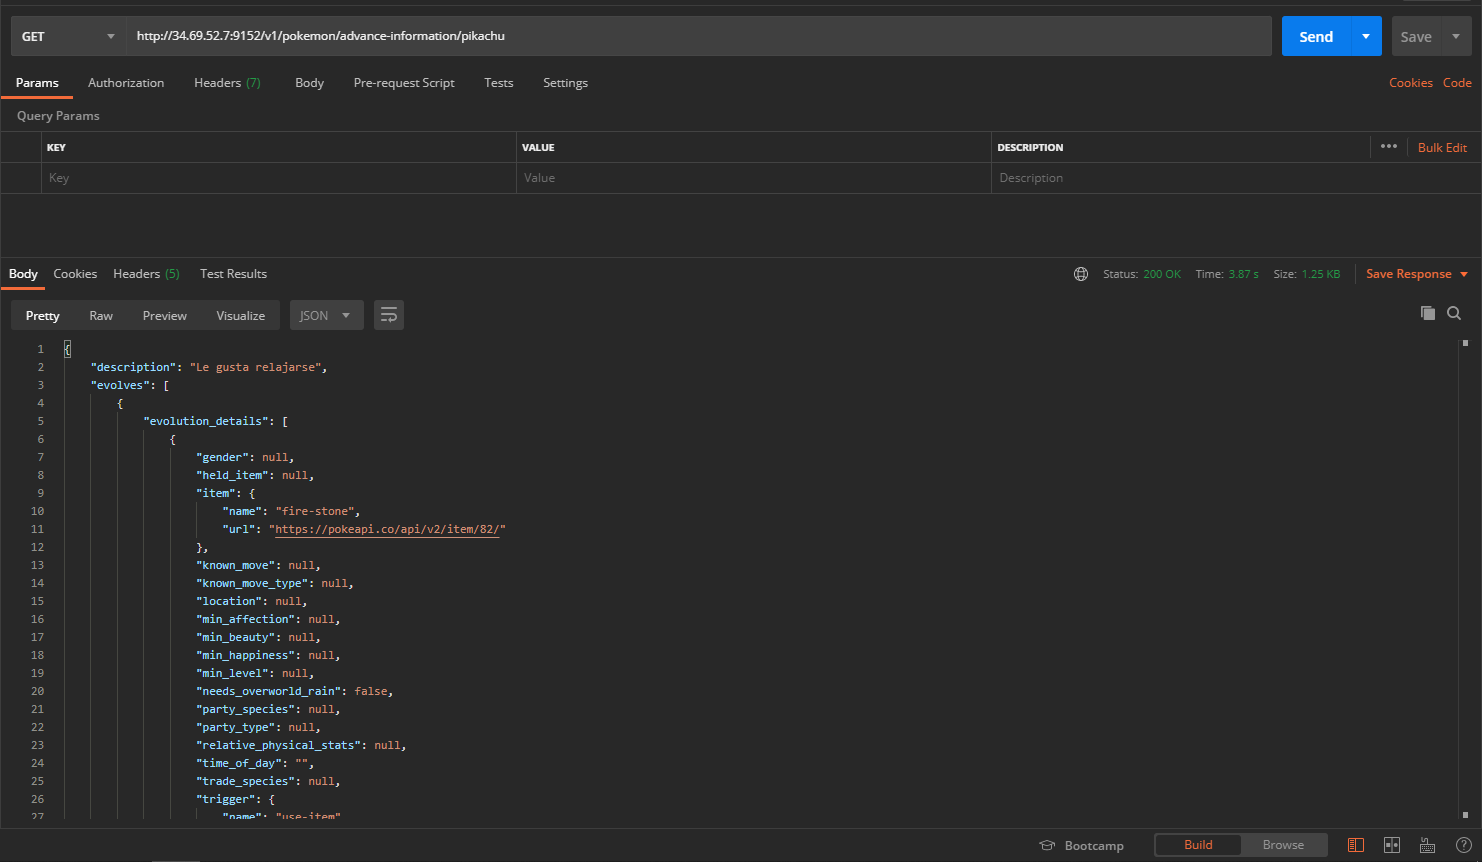 GET http://34.69.52.7:9152/v1/pokemon/advance-information/pikachu Send Save
Params Authorization Headers (7) Body Pre-request Script Tests Settings Cookies Code
Query Params
KEY VALUE DESCRIPTION ••• Bulk Edit
Key Value Description
Body Cookies Headers (5) Test Results Status: 200 OK Time: 3.87 s Size: 1.25 KB Save Response
Pretty Raw Preview Visualize JSON
1 {
2 "description": "Le gusta relajarse",
3 "evolves": [
4 {
5 "evolution_details": [
6 {
7 "gender": null,
8 "held_item": null,
9 "item": {
10 "name": "fire-stone",
11 "url": "https://pokeapi.co/api/v2/item/82/"
12 },
13 "known_move": null,
14 "known_move_type": null,
15 "location": null,
16 "min_affection": null,
17 "min_beauty": null,
18 "min_happiness": null,
19 "min_level": null,
20 "needs_overworld_rain": false,
21 "party_species": null,
22 "party_type": null,
23 "relative_physical_stats": null,
24 "time_of_day": "",
25 "trade_species": null,
26 "trigger": {
27 "name": "use-item"
Bootcamp Build Browse